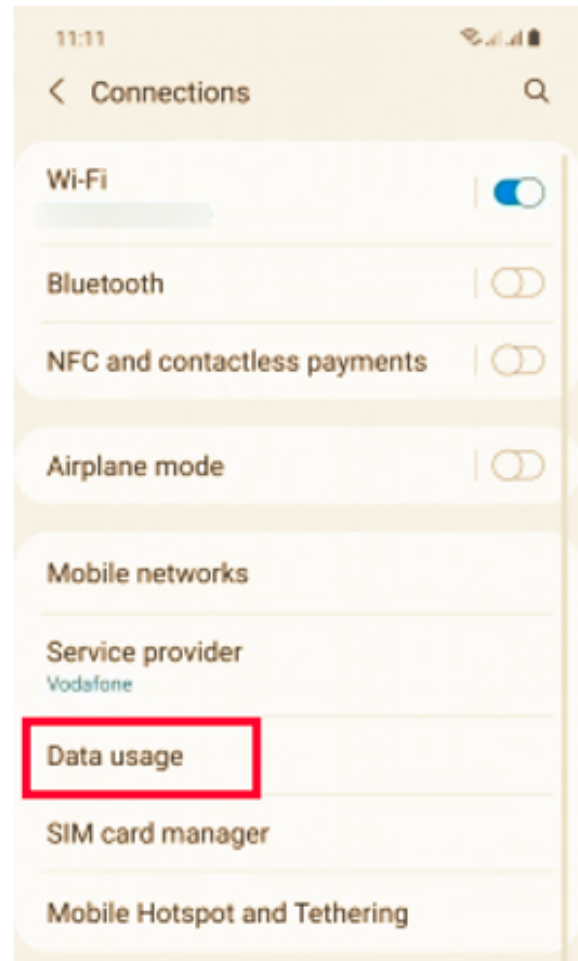 11:11
Connections
Wi-Fi
Bluetooth
NFC and contactless payments
Airplane mode
Mobile networks
Service provider
Vodafone
Data usage
SIM card manager
Mobile Hotspot and Tethering